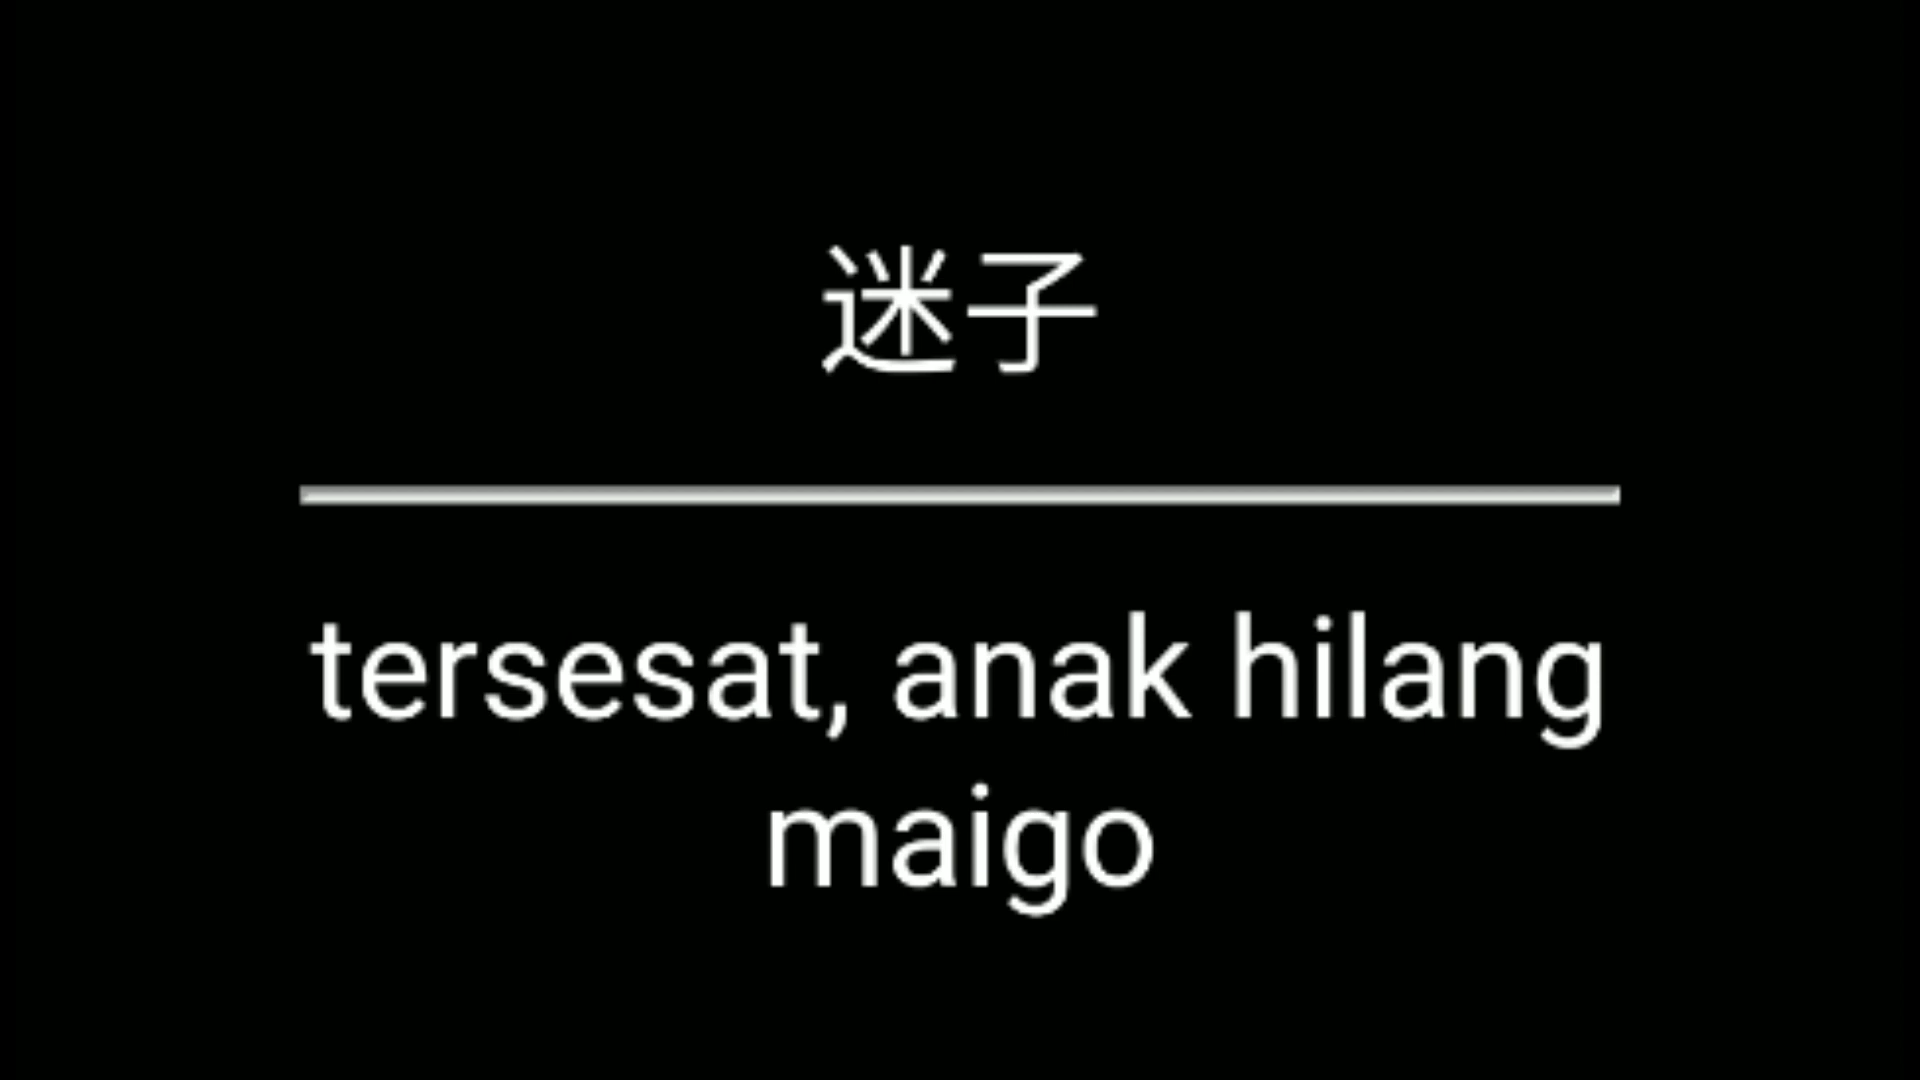 迷子
tersesat, anak hilang
maigo